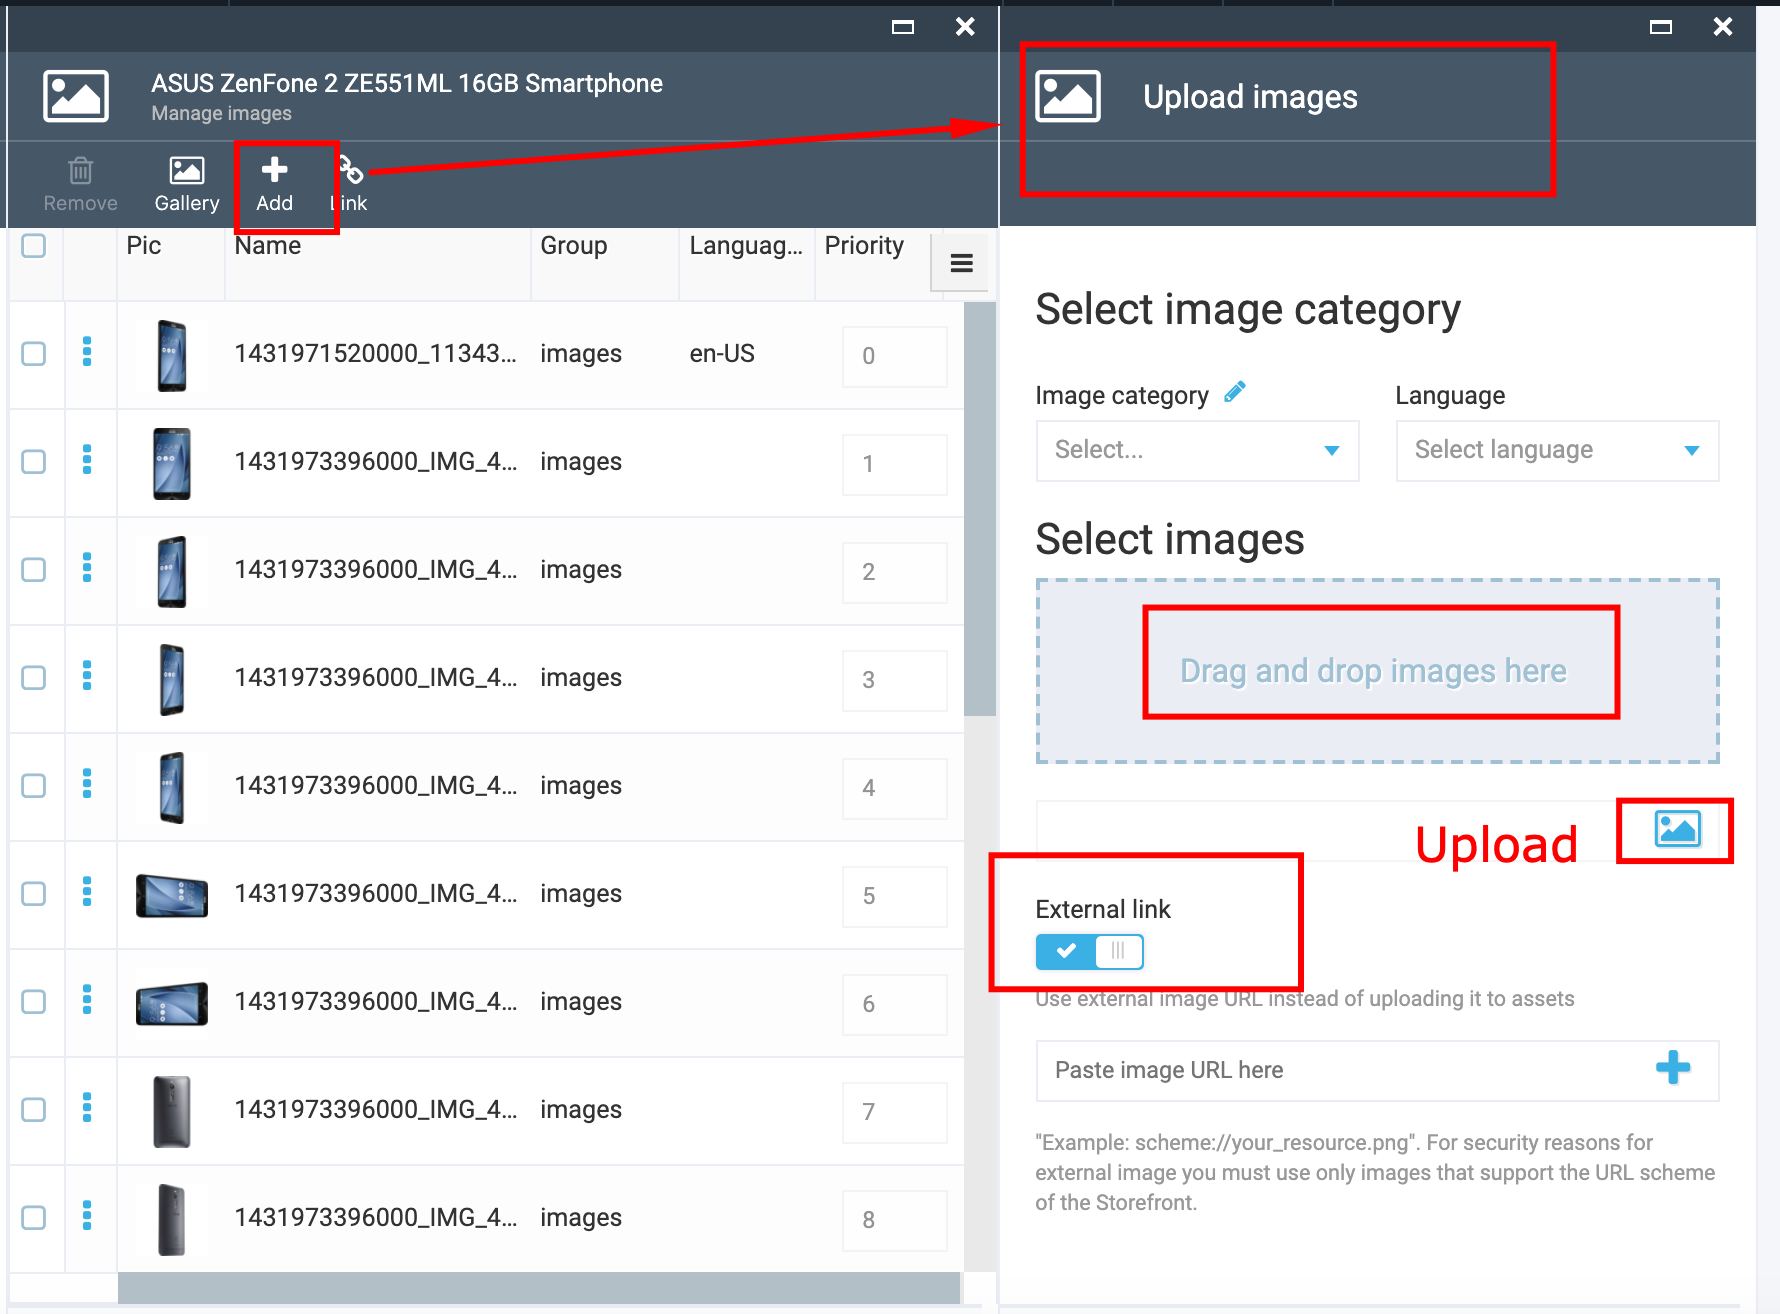 ASUS ZenFone 2 ZE551ML 16GB Smartphone
Manage images
Remove
Gallery
Add
Link
Pic
Name
Group
Languag...
Priority
1431971520000_11343...
images
en-US
0
1431973396000_IMG_4...
images
1
1431973396000_IMG_4...
images
2
1431973396000_IMG_4...
images
3
1431973396000_IMG_4...
images
4
1431973396000_IMG_4...
images
5
1431973396000_IMG_4...
images
6
1431973396000_IMG_4...
images
7
1431973396000_IMG_4...
images
8
Upload images
Select image category
Image category
Language
Select...
Select language
Select images
Drag and drop images here
Upload
External link
Use external image URL instead of uploading it to assets
Paste image URL here
"Example: scheme://your_resource.png". For security reasons for
external image you must use only images that support the URL scheme
of the Storefront.